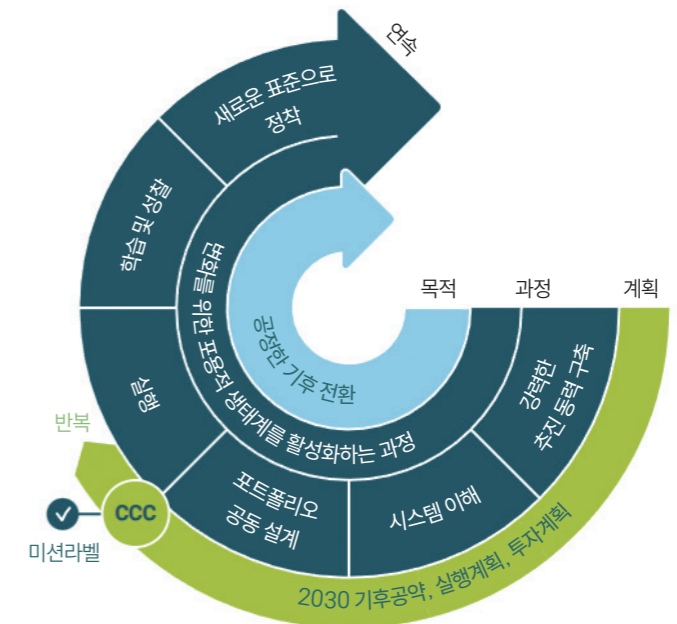 연속
새로운 표준으로
정착
학습 및 성찰
변화를 위한 포용적 생태계를 활성화하는 과정
공정한 기후 전환
목적
과정
계획
강력한
추진 동력 구축
실행
반복
CCC
미션라벨
포트폴리오
공동 설계
시스템 이해
2030 기후공약, 실행계획, 투자계획